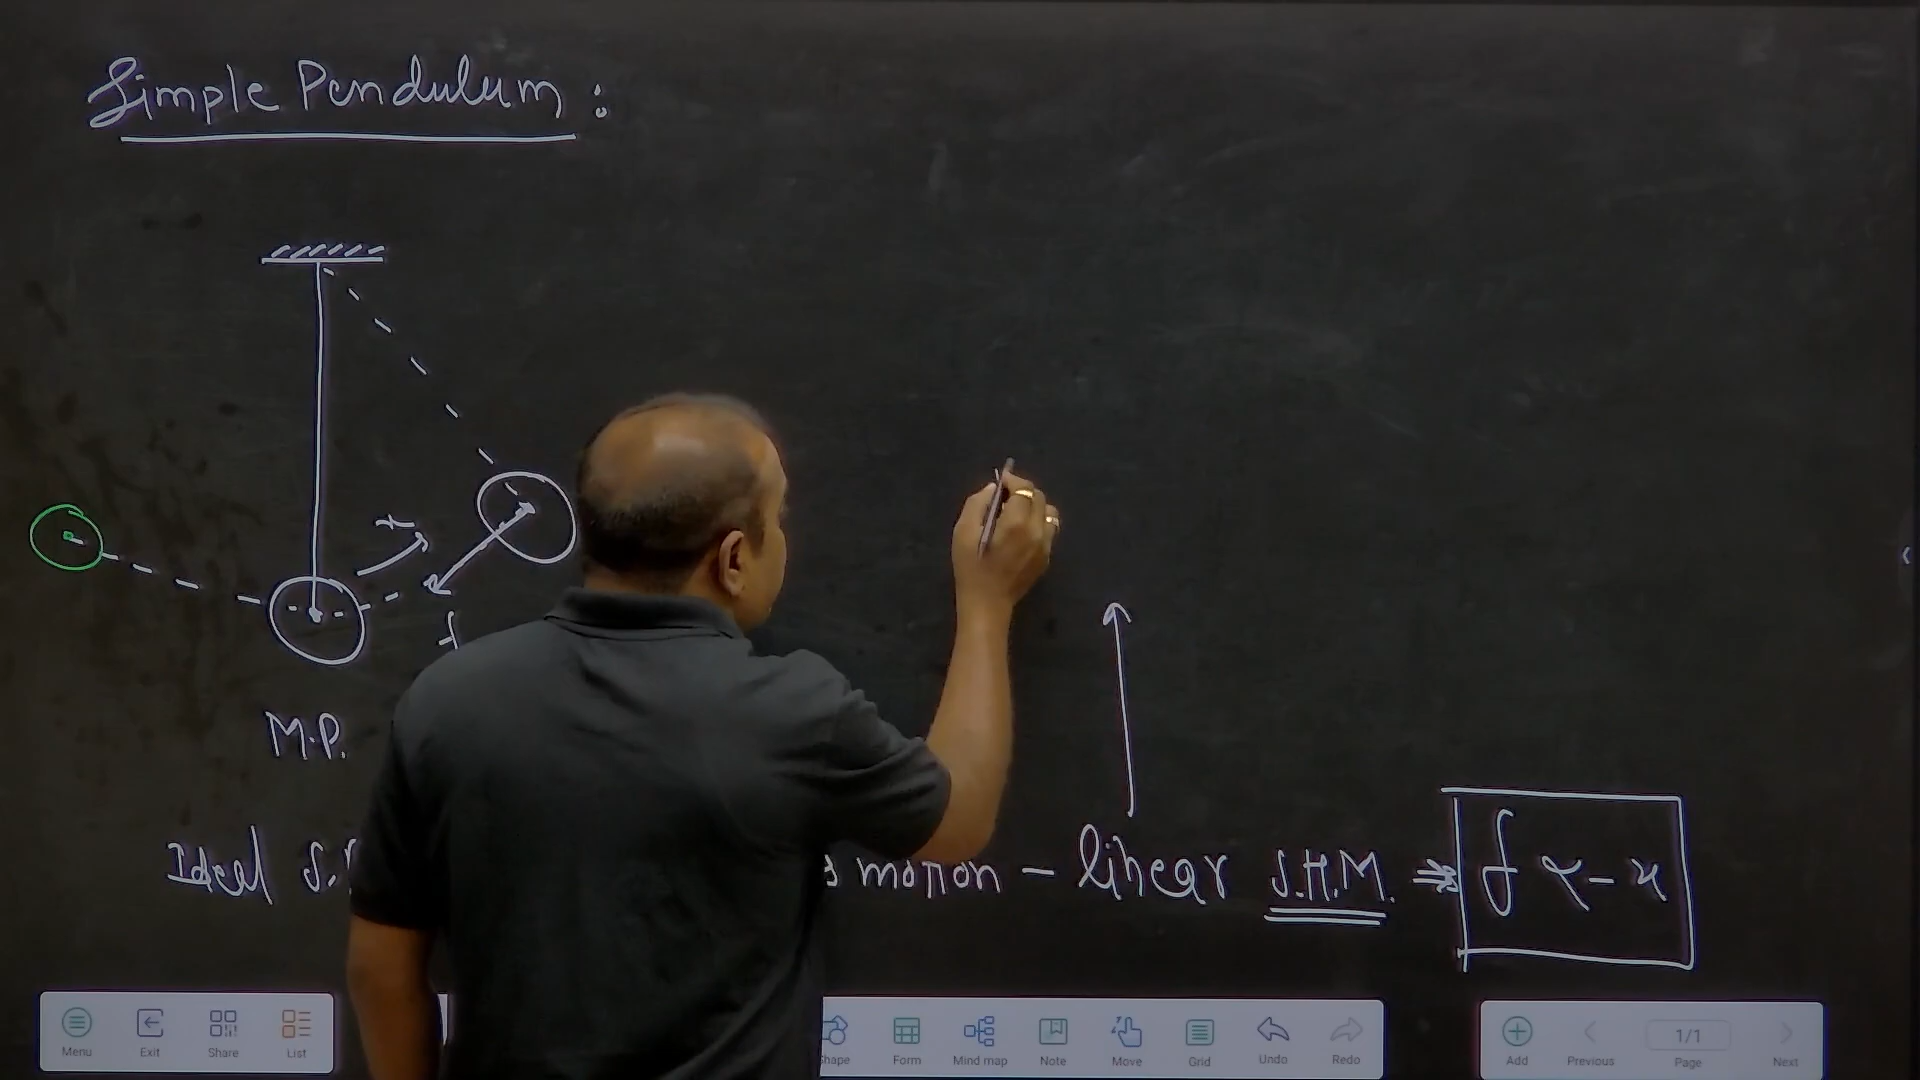 Simple Pendulum :
x
f
M.P.
Ideal S. motion – linear S.H.M. ⇒ f ∝ – x
Menu Exit Share List Shape Form Mind map Note Move Grid Undo Redo Add Previous 1/1 Page Next